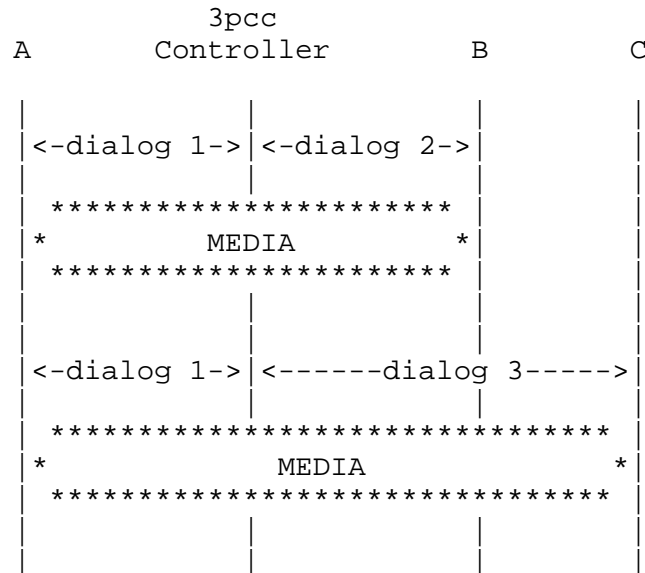 3pcc
A Controller B C
| | | |
|<-dialog 1->|<-dialog 2->| |
| | | |
| *********************** | |
|* MEDIA *| |
| *********************** | |
| | | |
| | | |
|<-dialog 1->|<------dialog 3----->|
| | | |
| ******************************** |
|* MEDIA *|
| ******************************** |
| | | |
| | | |